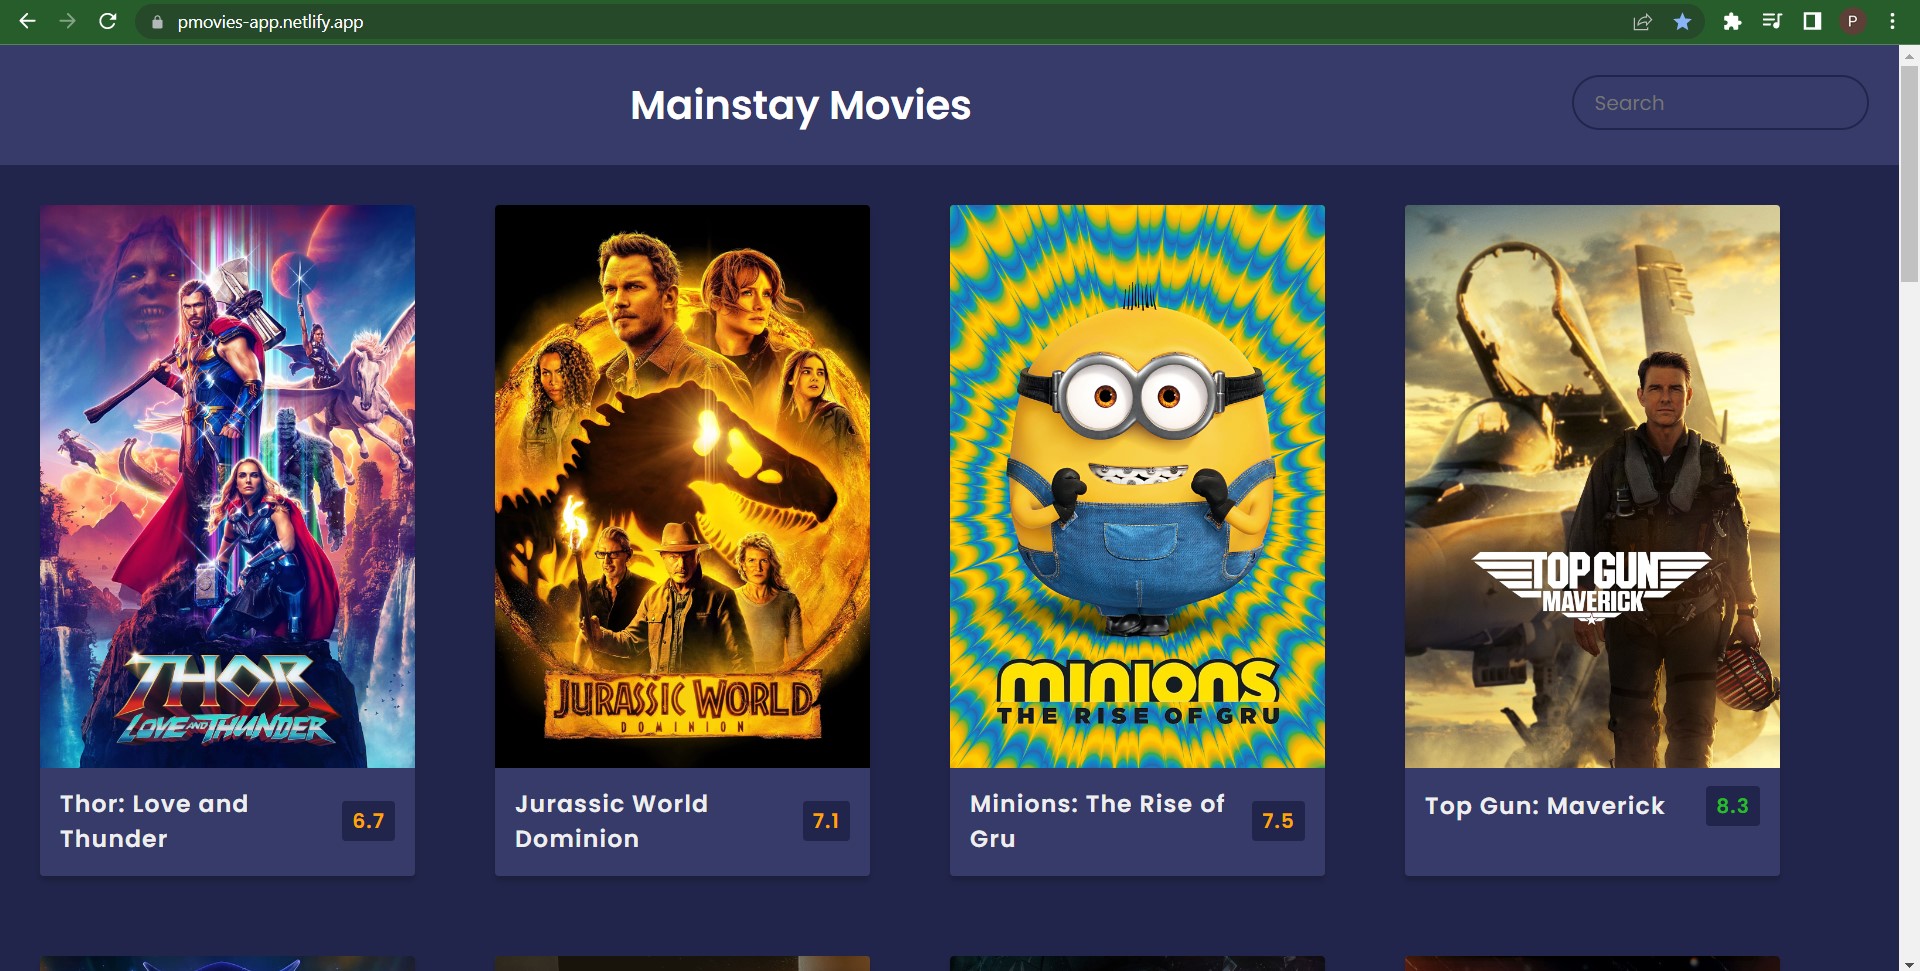 pmovies-app.netlify.app
P
Mainstay Movies
Search
THOR
LOVE AND THUNDER
JURASSIC WORLD
DOMINION
minions
THE RISE OF GRU
TOP GUN
MAVERICK
Thor: Love and
Thunder
6.7
Jurassic World
Dominion
7.1
Minions: The Rise of
Gru
7.5
Top Gun: Maverick
8.3